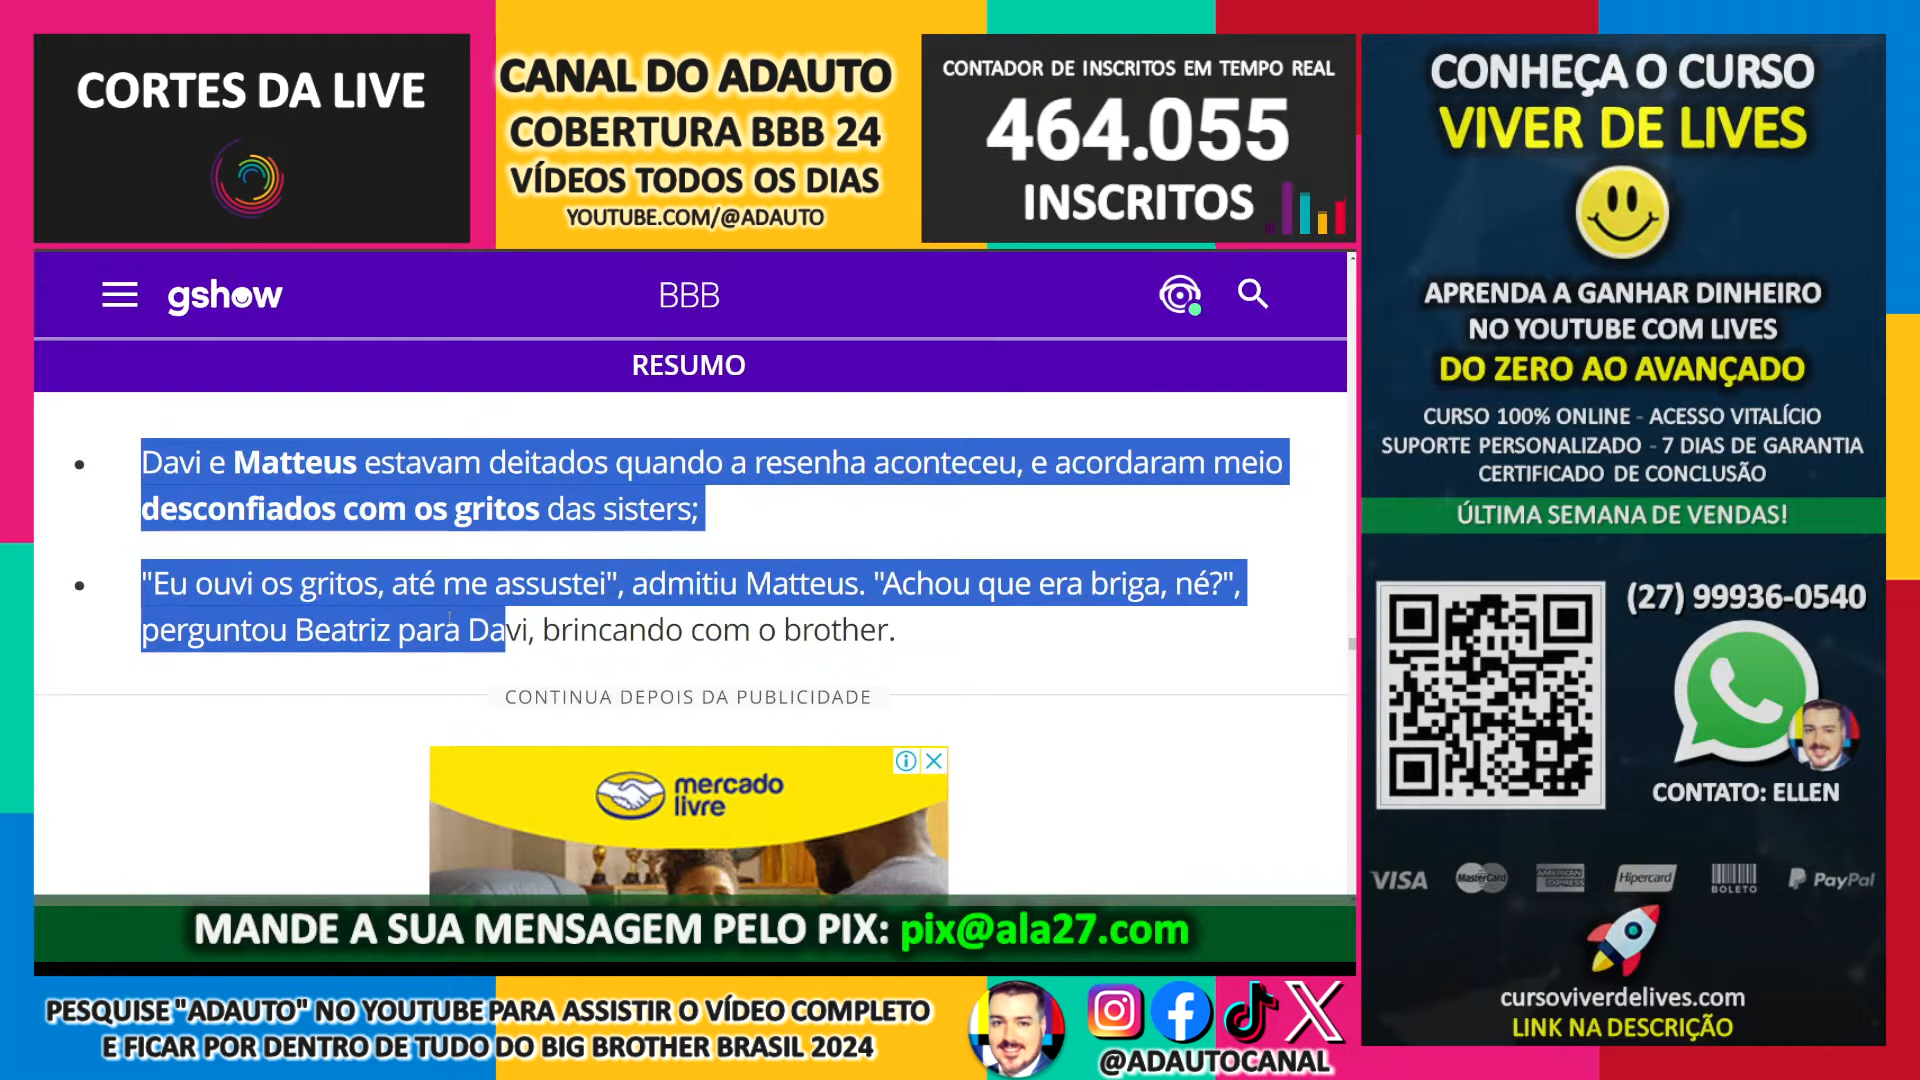 CORTES DA LIVE
CANAL DO ADAUTO
COBERTURA BBB 24
VÍDEOS TODOS OS DIAS
YOUTUBE.COM/@ADAUTO
CONTADOR DE INSCRITOS EM TEMPO REAL
464.055
INSCRITOS
gshow
BBB
RESUMO
Davi e Matteus estavam deitados quando a resenha aconteceu, e acordaram meio
desconfiados com os gritos das sisters;
"Eu ouvi os gritos, até me assustei", admitiu Matteus. "Achou que era briga, né?",
perguntou Beatriz para Davi, brincando com o brother.
CONTINUA DEPOIS DA PUBLICIDADE
mercado
livre
MANDE A SUA MENSAGEM PELO PIX: pix@ala27.com
PESQUISE "ADAUTO" NO YOUTUBE PARA ASSISTIR O VÍDEO COMPLETO
E FICAR POR DENTRO DE TUDO DO BIG BROTHER BRASIL 2024
@ADAUTOCANAL
CONHEÇA O CURSO
VIVER DE LIVES
APRENDA A GANHAR DINHEIRO
NO YOUTUBE COM LIVES
DO ZERO AO AVANÇADO
CURSO 100% ONLINE - ACESSO VITALÍCIO
SUPORTE PERSONALIZADO - 7 DIAS DE GARANTIA
CERTIFICADO DE CONCLUSÃO
ÚLTIMA SEMANA DE VENDAS!
(27) 99936-0540
CONTATO: ELLEN
VISA MasterCard AMERICAN EXPRESS Hipercard BOLETO PayPal
cursoviverdelives.com
LINK NA DESCRIÇÃO